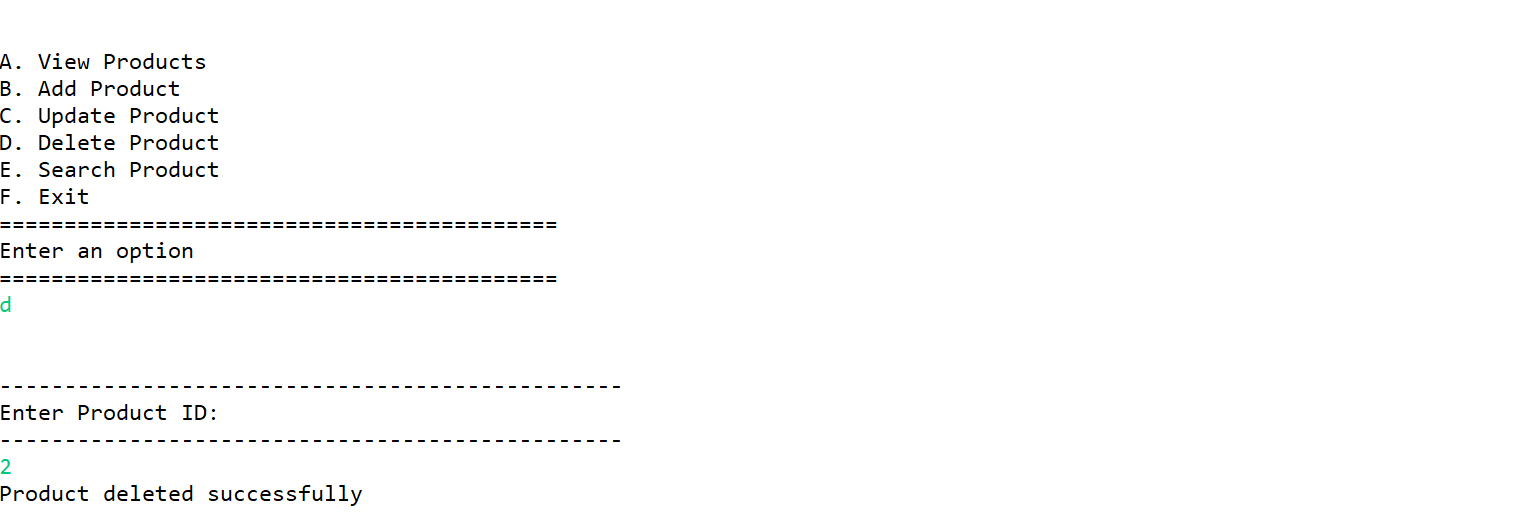 A. View Products
B. Add Product
C. Update Product
D. Delete Product
E. Search Product
F. Exit
===========================================
Enter an option
===========================================
d
------------------------------------------------
Enter Product ID:
------------------------------------------------
2
Product deleted successfully